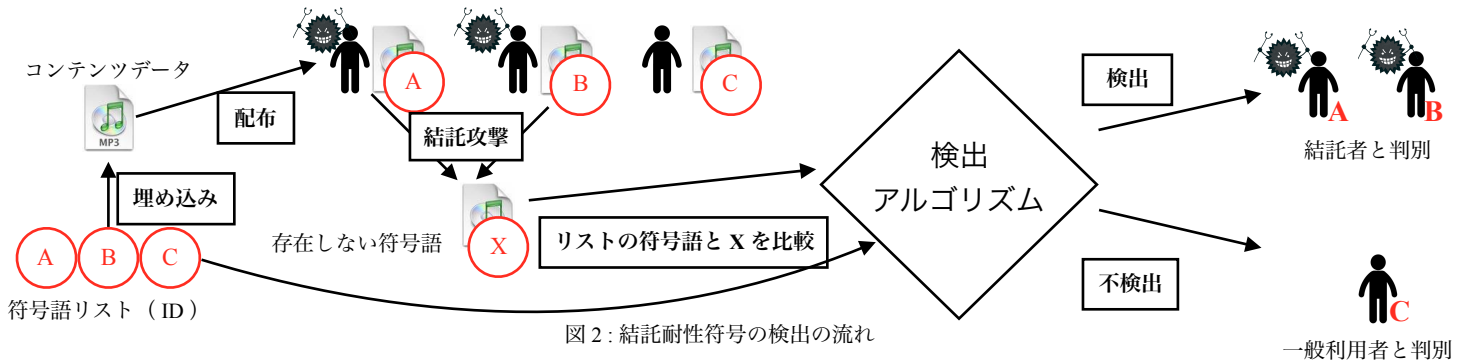 コンテンツデータ
MP3
配布
埋め込み
A
B
C
符号語リスト（ID）
A
B
C
結託攻撃
存在しない符号語
X
リストの符号語と X を比較
検出
アルゴリズム
検出
A
B
結託者と判別
不検出
C
一般利用者と判別
図 2 : 結託耐性符号の検出の流れ